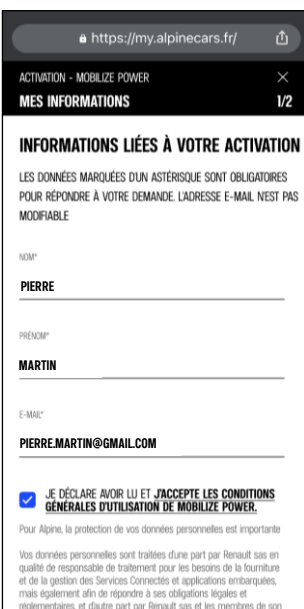 https://my.alpinecars.fr/
ACTIVATION - MOBILIZE POWER
MES INFORMATIONS 1/2
INFORMATIONS LIÉES À VOTRE ACTIVATION
LES DONNÉES MARQUÉES D'UN ASTÉRISQUE SONT OBLIGATOIRES
POUR RÉPONDRE À VOTRE DEMANDE. L'ADRESSE E-MAIL N'EST PAS
MODIFIABLE
NOM*
PIERRE
PRÉNOM*
MARTIN
E-MAIL*
PIERRE.MARTIN@GMAIL.COM
JE DÉCLARE AVOIR LU ET J'ACCEPTE LES CONDITIONS
GÉNÉRALES D'UTILISATION DE MOBILIZE POWER.
Pour Alpine, la protection de vos données personnelles est importante
Vos données personnelles sont traitées d'une part par Renault sas en
qualité de responsable de traitement pour les besoins de la fourniture
et de la gestion des Services Connectés et applications embarquées,
mais également afin de répondre à ses obligations légales et
réglementaires, et d'autre part par Renault sas et les membres de son